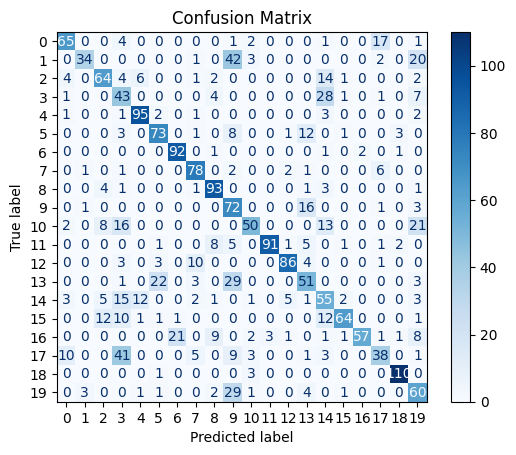 Confusion Matrix
True label
0 65 0 0 4 0 0 0 0 0 1 2 0 0 0 1 0 0 17 0 1
1 0 34 0 0 0 0 0 1 0 42 3 0 0 0 0 0 0 2 0 20
2 4 0 64 4 6 0 0 1 2 0 0 0 0 0 14 1 0 0 0 2
3 1 0 0 43 0 0 0 0 4 0 0 0 0 0 28 1 0 1 0 7
4 1 0 0 1 95 2 0 1 0 0 0 0 0 0 3 0 0 0 0 2
5 0 0 0 3 0 73 0 1 0 8 0 0 1 12 0 1 0 0 3 0
6 0 0 0 0 0 0 92 0 1 0 0 0 0 0 1 0 2 0 1 0
7 0 1 0 1 0 0 0 78 0 2 0 0 2 1 0 0 0 6 0 0
8 0 0 4 1 0 0 0 1 93 0 0 0 0 1 3 0 0 0 0 1
9 0 1 0 0 0 0 0 0 0 72 0 0 0 16 0 0 0 1 0 3
10 2 0 8 16 0 0 0 0 0 0 50 0 0 0 13 0 0 0 0 21
11 0 0 0 0 0 1 0 0 8 5 0 91 1 5 0 1 0 1 2 0
12 0 0 0 3 0 3 0 10 0 0 0 0 86 4 0 0 0 1 0 0
13 0 0 0 1 0 22 0 3 0 29 0 0 0 51 0 0 0 0 0 3
14 3 0 5 15 12 0 0 2 1 0 1 0 5 1 55 2 0 0 0 3
15 0 0 12 10 1 1 1 0 0 0 0 0 0 0 12 64 0 0 0 1
16 0 0 0 0 0 0 21 0 9 0 2 3 1 0 1 1 57 1 1 8
17 10 0 0 41 0 0 0 5 0 9 3 0 0 1 3 0 0 38 0 1
18 0 0 0 0 0 1 0 0 0 0 3 0 0 0 0 0 0 0 110 0
19 0 3 0 1 1 0 0 2 2 29 1 0 0 4 0 1 0 0 0 60
0 1 2 3 4 5 6 7 8 9 10 11 12 13 14 15 16 17 18 19
Predicted label
100
80
60
40
20
0